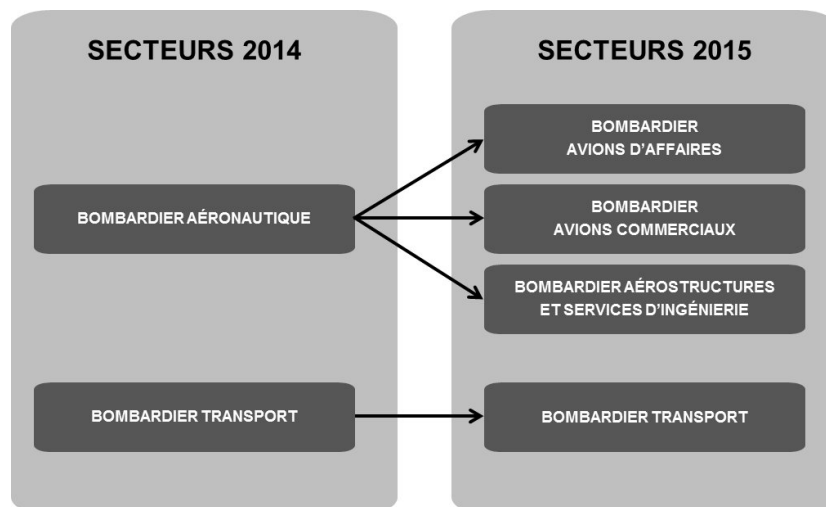 SECTEURS 2014
BOMBARDIER AÉRONAUTIQUE
BOMBARDIER TRANSPORT
SECTEURS 2015
BOMBARDIER
AVIONS D'AFFAIRES
BOMBARDIER
AVIONS COMMERCIAUX
BOMBARDIER AÉROSTRUCTURES
ET SERVICES D'INGÉNIERIE
BOMBARDIER TRANSPORT